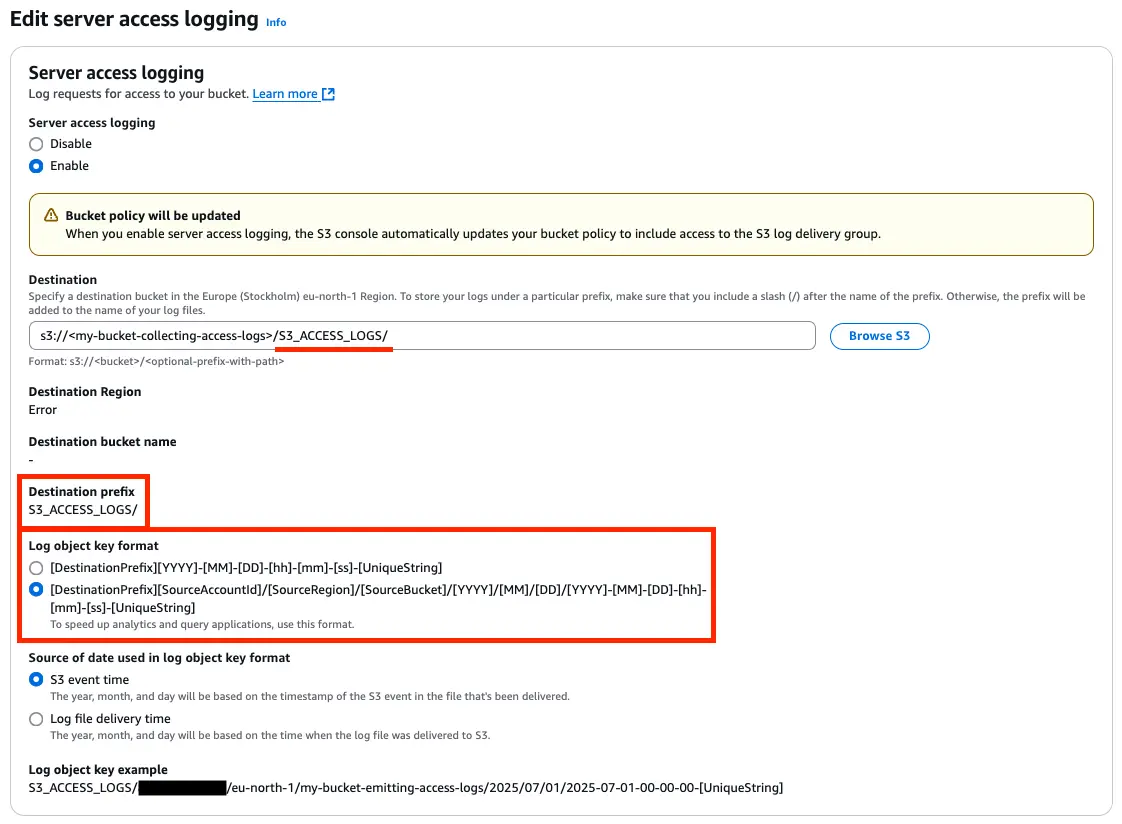 Edit server access logging Info
Server access logging
Log requests for access to your bucket. Learn more
Server access logging
Disable
Enable
Bucket policy will be updated
When you enable server access logging, the S3 console automatically updates your bucket policy to include access to the S3 log delivery group.
Destination
Specify a destination bucket in the Europe (Stockholm) eu-north-1 Region. To store your logs under a particular prefix, make sure that you include a slash (/) after the name of the prefix. Otherwise, the prefix will be
added to the name of your log files.
s3://<my-bucket-collecting-access-logs>/S3_ACCESS_LOGS/
Browse S3
Format: s3://<bucket>/<optional-prefix-with-path>
Destination Region
Error
Destination bucket name
-
Destination prefix
S3_ACCESS_LOGS/
Log object key format
[DestinationPrefix][YYYY]-[MM]-[DD]-[hh]-[mm]-[ss]-[UniqueString]
[DestinationPrefix][SourceAccountId]/[SourceRegion]/[SourceBucket]/[YYYY]/[MM]/[DD]/[YYYY]-[MM]-[DD]-[hh]-
[mm]-[ss]-[UniqueString]
To speed up analytics and query applications, use this format.
Source of date used in log object key format
S3 event time
The year, month, and day will be based on the timestamp of the S3 event in the file that's been delivered.
Log file delivery time
The year, month, and day will be based on the time when the log file was delivered to S3.
Log object key example
S3_ACCESS_LOGS/ /eu-north-1/my-bucket-emitting-access-logs/2025/07/01/2025-07-01-00-00-00-[UniqueString]